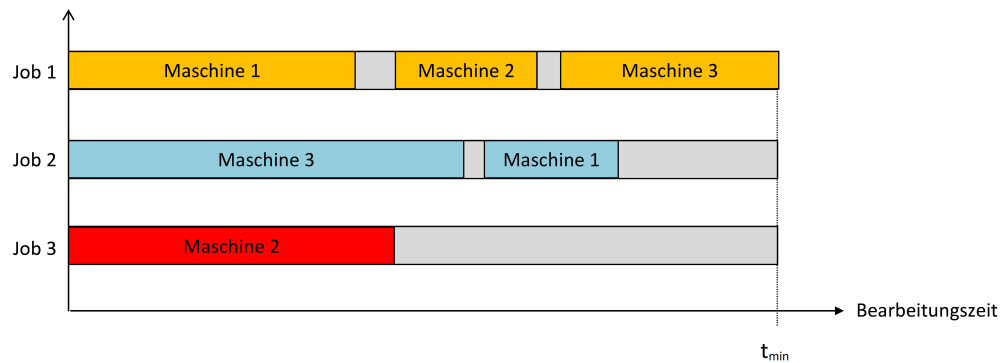 Job 1 Maschine 1 Maschine 2 Maschine 3
Job 2 Maschine 3 Maschine 1
Job 3 Maschine 2
Bearbeitungszeit
tmin